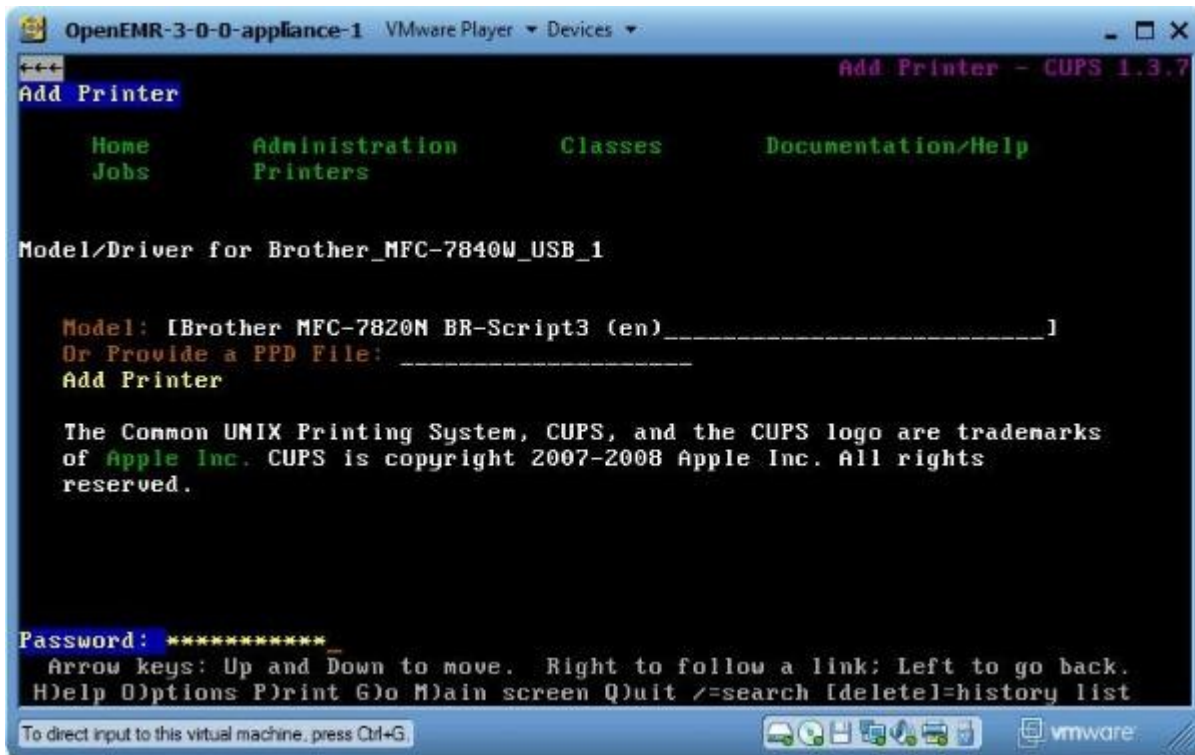 OpenEMR-3-0-0-appliance-1 VMware Player ▾ Devices ▾
←←← Add Printer - CUPS 1.3.7
Add Printer
Home Administration Classes Documentation/Help
Jobs Printers
Model/Driver for Brother_MFC-7840W_USB_1
Model: [Brother MFC-7820N BR-Script3 (en)__________________________]
Or Provide a PPD File: ____________________
Add Printer
The Common UNIX Printing System, CUPS, and the CUPS logo are trademarks
of Apple Inc. CUPS is copyright 2007-2008 Apple Inc. All rights
reserved.
Password: ***********_
Arrow keys: Up and Down to move. Right to follow a link; Left to go back.
H)elp O)ptions P)rint G)o M)ain screen Q)uit /=search [delete]=history list
To direct input to this virtual machine, press Ctrl+G.
vmware